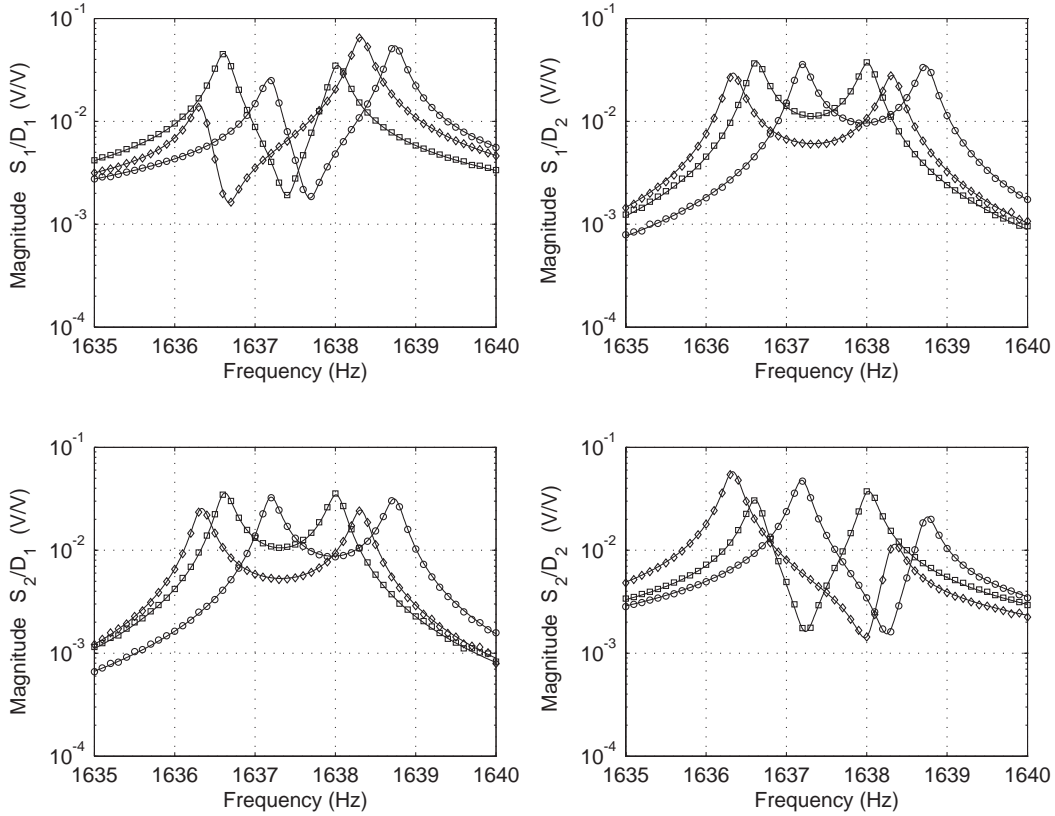 10^-1
10^-2
10^-3
10^-4
Magnitude S_1/D_1 (V/V)
1635 1636 1637 1638 1639 1640
Frequency (Hz)
10^-1
10^-2
10^-3
10^-4
Magnitude S_1/D_2 (V/V)
1635 1636 1637 1638 1639 1640
Frequency (Hz)
10^-1
10^-2
10^-3
10^-4
Magnitude S_2/D_1 (V/V)
1635 1636 1637 1638 1639 1640
Frequency (Hz)
10^-1
10^-2
10^-3
10^-4
Magnitude S_2/D_2 (V/V)
1635 1636 1637 1638 1639 1640
Frequency (Hz)